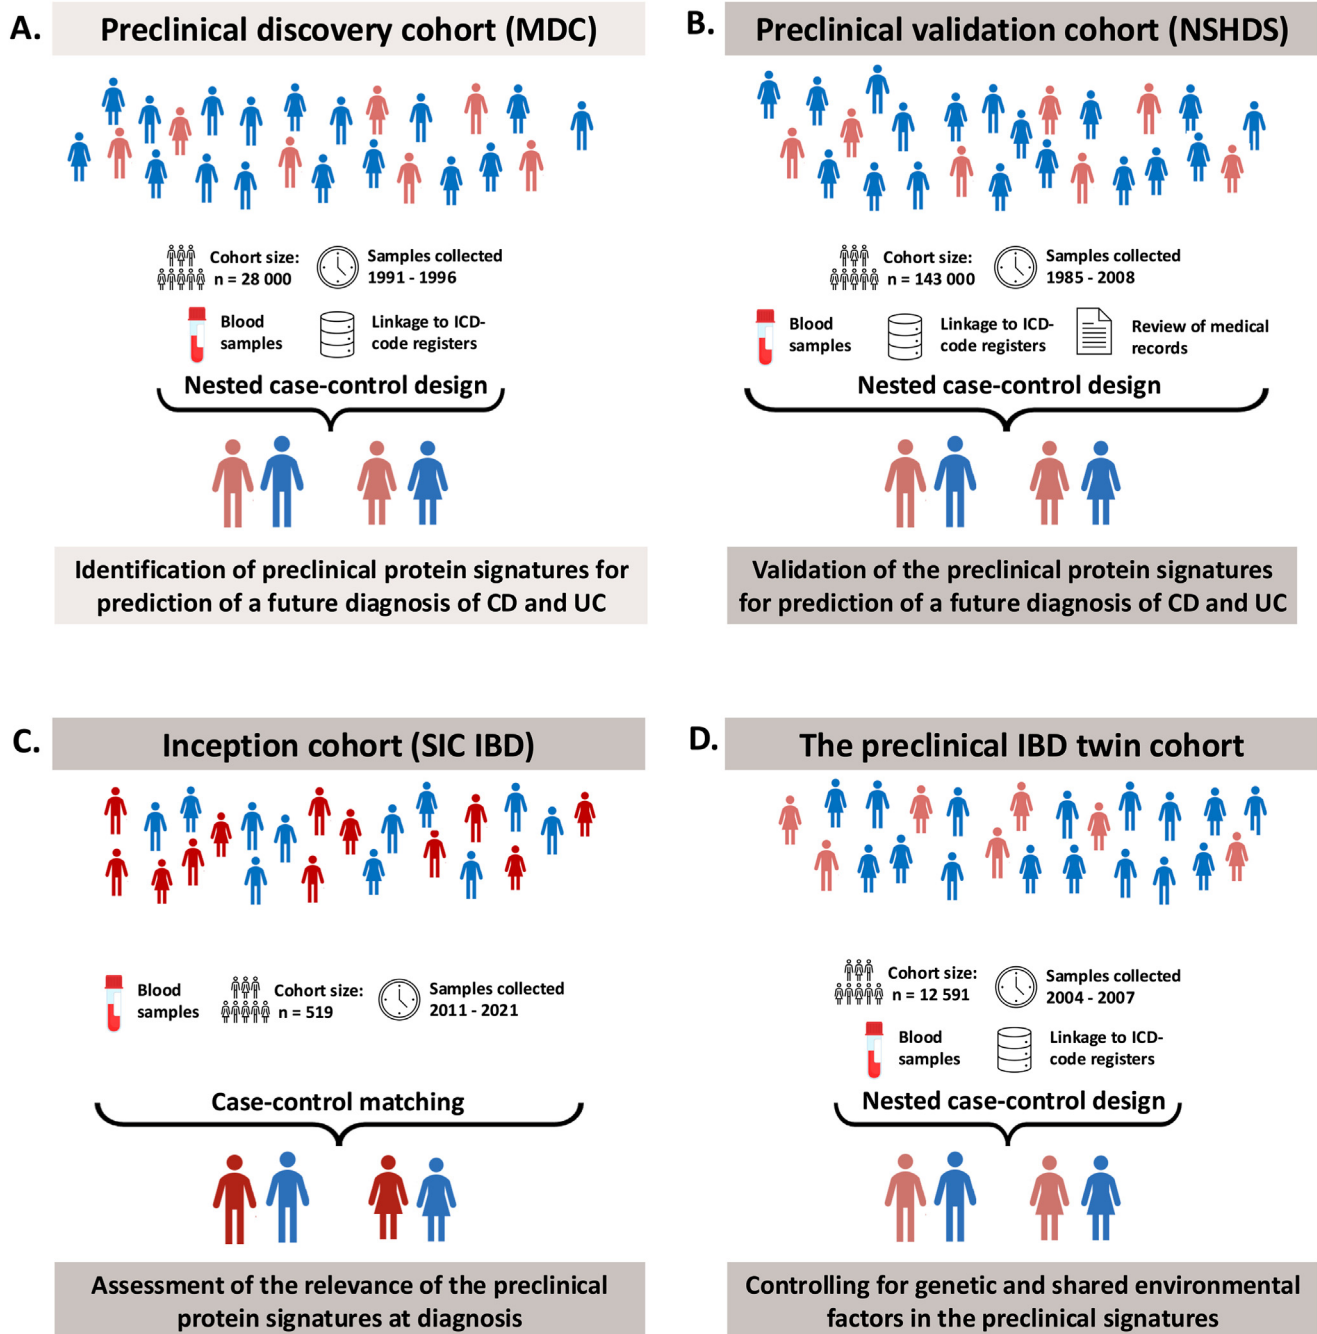 A.
Preclinical discovery cohort (MDC)
Cohort size:
n = 28 000
Samples collected
1991 - 1996
Blood
samples
Linkage to ICD-
code registers
Nested case-control design
Identification of preclinical protein signatures for
prediction of a future diagnosis of CD and UC
B.
Preclinical validation cohort (NSHDS)
Cohort size:
n = 143 000
Samples collected
1985 - 2008
Blood
samples
Linkage to ICD-
code registers
Review of medical
records
Nested case-control design
Validation of the preclinical protein signatures
for prediction of a future diagnosis of CD and UC
C.
Inception cohort (SIC IBD)
Blood
samples
Cohort size:
n = 519
Samples collected
2011 - 2021
Case-control matching
Assessment of the relevance of the preclinical
protein signatures at diagnosis
D.
The preclinical IBD twin cohort
Cohort size:
n = 12 591
Samples collected
2004 - 2007
Blood
samples
Linkage to ICD-
code registers
Nested case-control design
Controlling for genetic and shared environmental
factors in the preclinical signatures